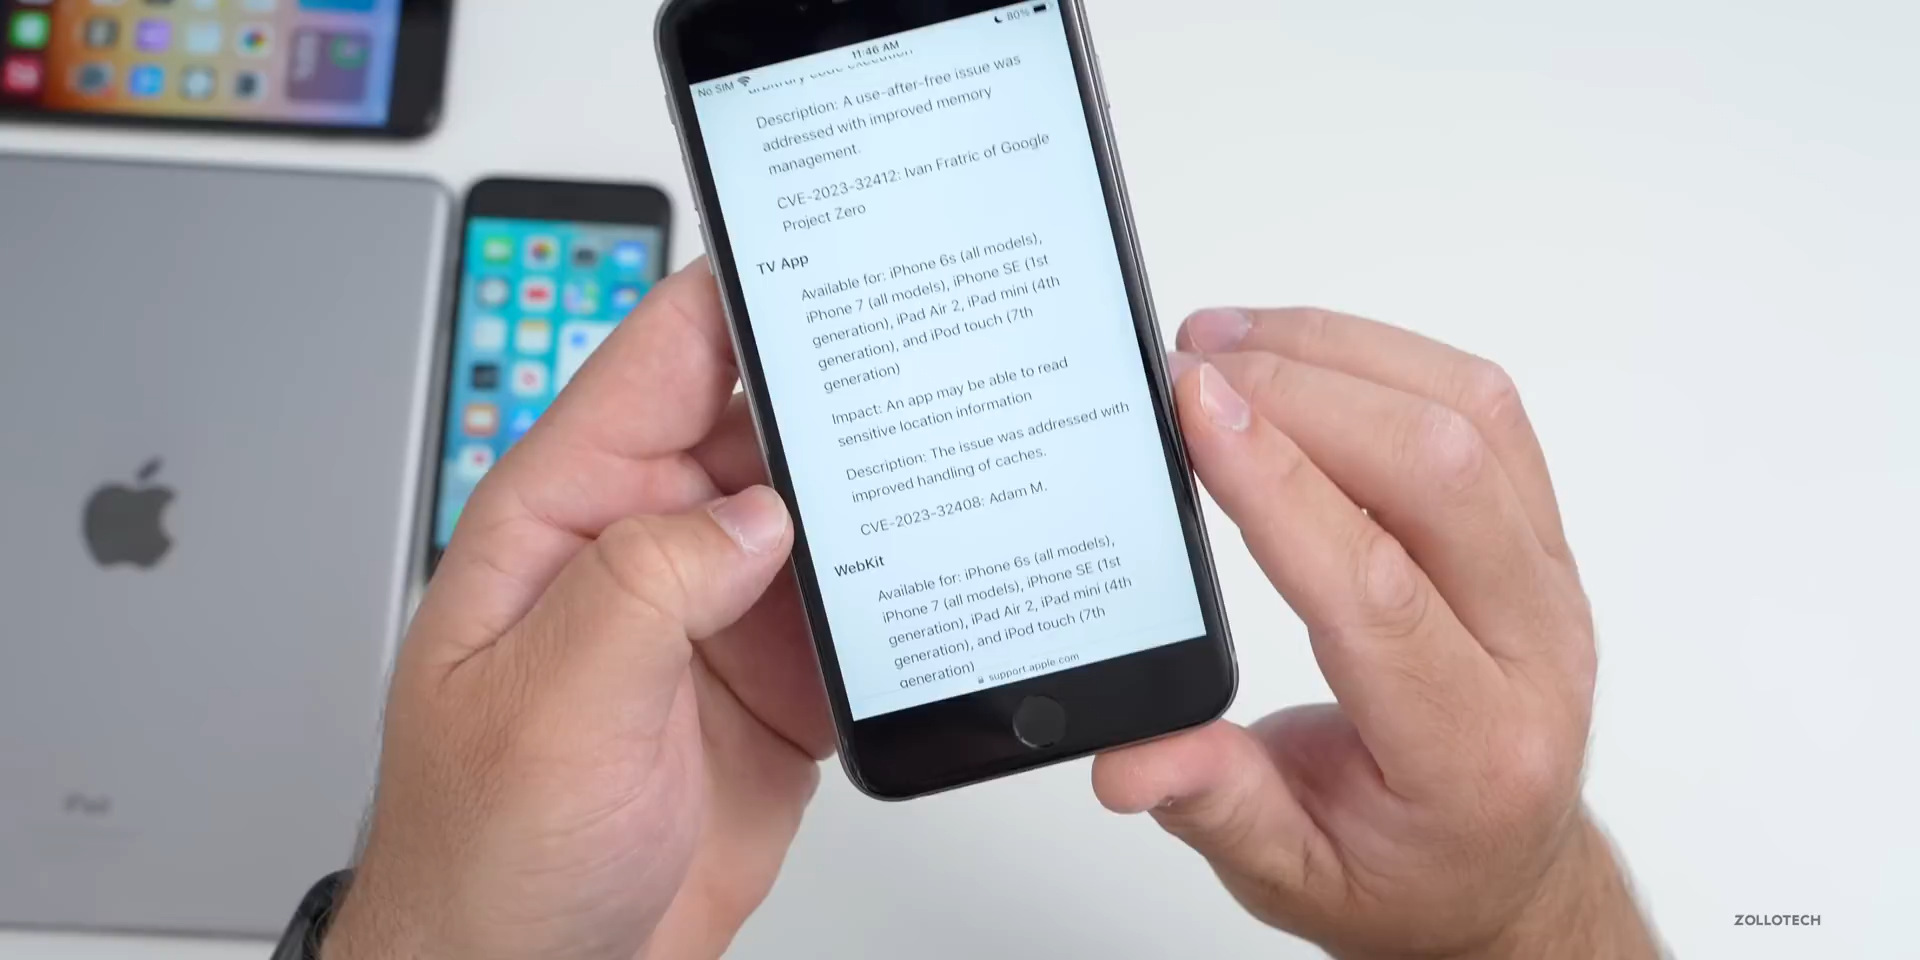 No SIM
11:46 AM
80%
arbitrary code execution
Description: A use-after-free issue was
addressed with improved memory
management.
CVE-2023-32412: Ivan Fratric of Google
Project Zero
TV App
Available for: iPhone 6s (all models),
iPhone 7 (all models), iPhone SE (1st
generation), iPad Air 2, iPad mini (4th
generation), and iPod touch (7th
generation)
Impact: An app may be able to read
sensitive location information
Description: The issue was addressed with
improved handling of caches.
CVE-2023-32408: Adam M.
WebKit
Available for: iPhone 6s (all models),
iPhone 7 (all models), iPhone SE (1st
generation), iPad Air 2, iPad mini (4th
generation), and iPod touch (7th
generation)
support.apple.com
iPad
ZOLLOTECH